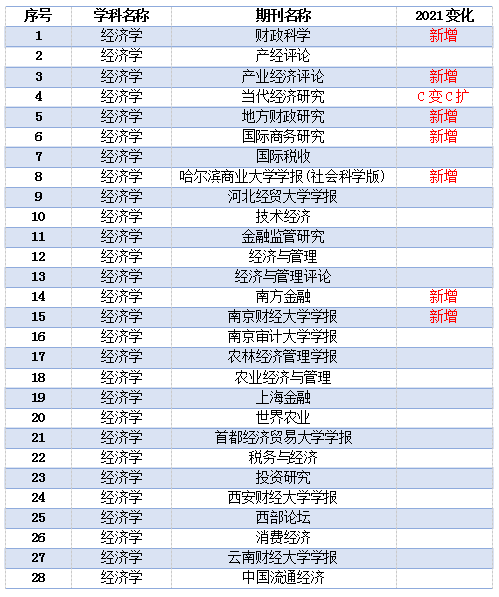 序号 学科名称 期刊名称 2021变化
1 经济学 财政科学 新增
2 经济学 产经评论
3 经济学 产业经济评论 新增
4 经济学 当代经济研究 C变C扩
5 经济学 地方财政研究 新增
6 经济学 国际商务研究 新增
7 经济学 国际税收
8 经济学 哈尔滨商业大学学报(社会科学版) 新增
9 经济学 河北经贸大学学报
10 经济学 技术经济
11 经济学 金融监管研究
12 经济学 经济与管理
13 经济学 经济与管理评论
14 经济学 南方金融 新增
15 经济学 南京财经大学学报 新增
16 经济学 南京审计大学学报
17 经济学 农林经济管理学报
18 经济学 农业经济与管理
19 经济学 上海金融
20 经济学 世界农业
21 经济学 首都经济贸易大学学报
22 经济学 税务与经济
23 经济学 投资研究
24 经济学 西安财经大学学报
25 经济学 西部论坛
26 经济学 消费经济
27 经济学 云南财经大学学报
28 经济学 中国流通经济